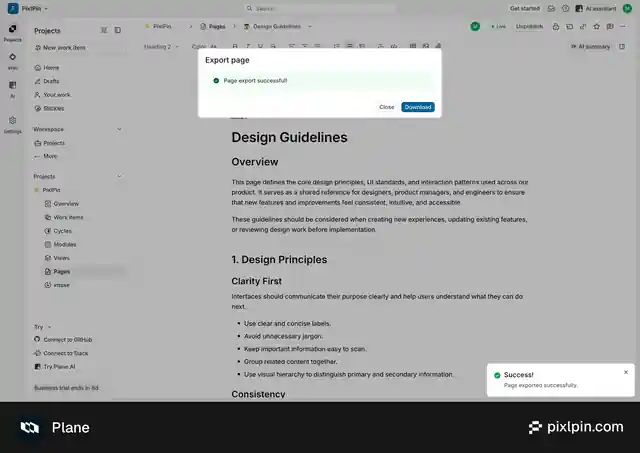 PixlPin
Search...
Get started
AI assistant
M
Projects
Wiki
AI
Settings
Projects
New work item
Home
Drafts
Your work
Stickies
Workspace
Projects
More
Projects
PixlPin
Overview
Work items
Cycles
Modules
Views
Pages
Intake
Try
Connect to GitHub
Connect to Slack
Try Plane AI
Business trial ends in 8d
PixlPin
Pages
Design Guidelines
M
Live
Unpublish
Heading 2
Color
AI summary
Export page
Page export successful!
Close
Download
Design Guidelines
Overview
This page defines the core design principles, UI standards, and interaction patterns used across our
product. It serves as a shared reference for designers, product managers, and engineers to ensure
that new features and improvements feel consistent, intuitive, and accessible.
These guidelines should be considered when creating new experiences, updating existing features,
or reviewing design work before implementation.
1. Design Principles
Clarity First
Interfaces should communicate their purpose clearly and help users understand what they can do
next.
• Use clear and concise labels.
• Avoid unnecessary jargon.
• Keep important information easy to scan.
• Group related content together.
• Use visual hierarchy to distinguish primary and secondary information.
Consistency
Success!
Page exported successfully.
Plane
pixlpin.com